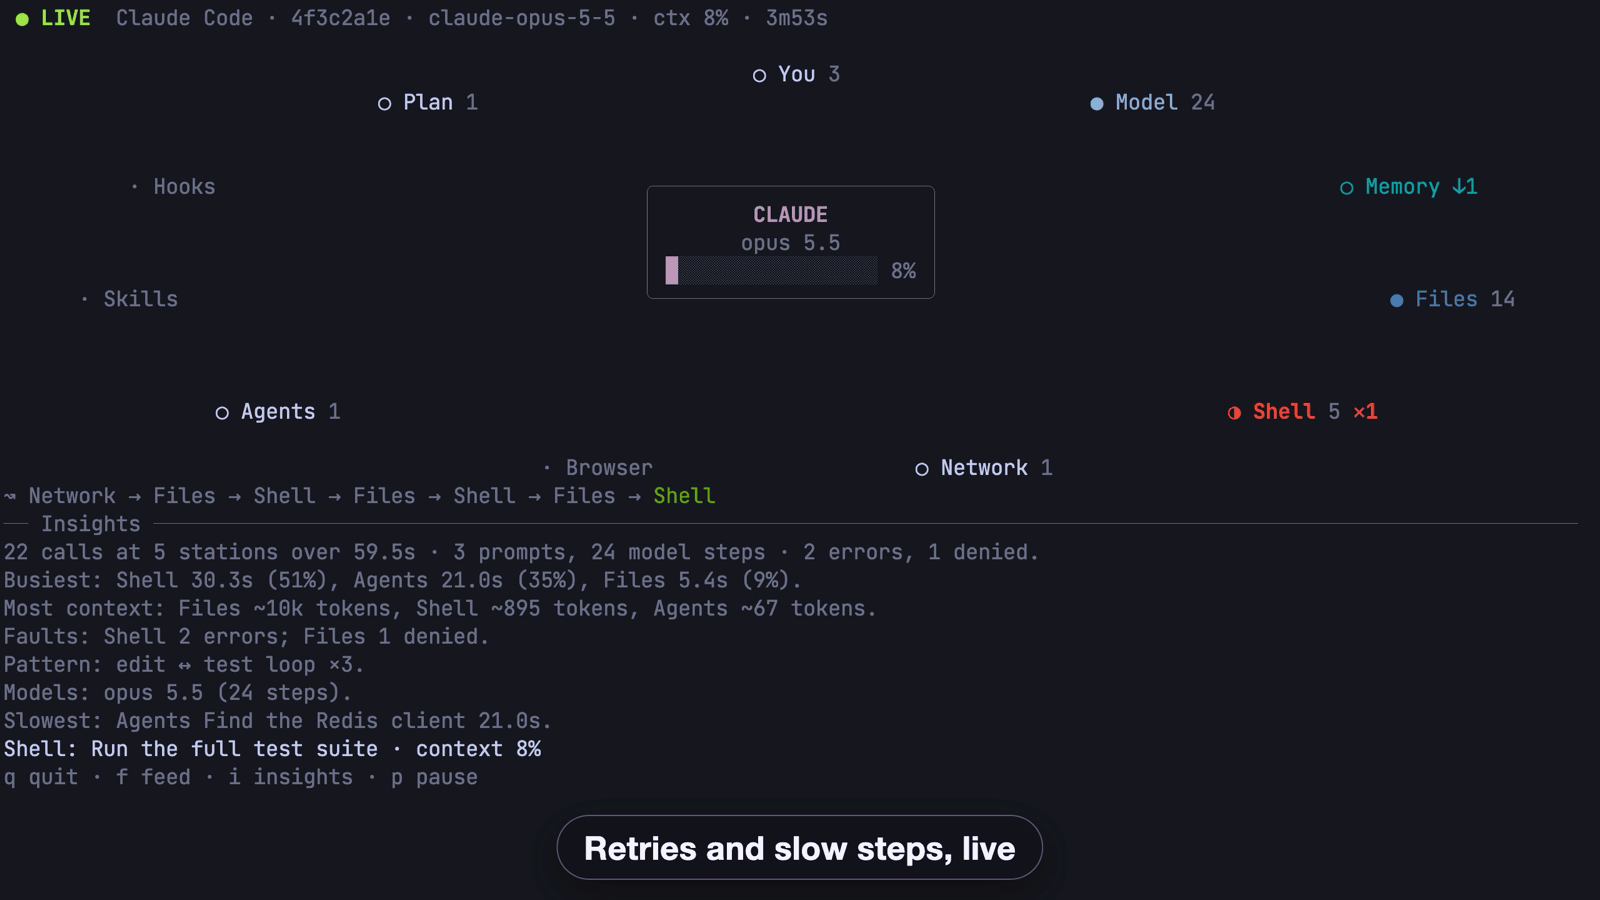 ● LIVE Claude Code · 4f3c2a1e · claude-opus-5-5 · ctx 8% · 3m53s
○ You 3
○ Plan 1
● Model 24
· Hooks
○ Memory ↓1
CLAUDE
opus 5.5
8%
· Skills
● Files 14
○ Agents 1
◑ Shell 5 ×1
· Browser
○ Network 1
↝ Network → Files → Shell → Files → Shell → Files → Shell
Insights
22 calls at 5 stations over 59.5s · 3 prompts, 24 model steps · 2 errors, 1 denied.
Busiest: Shell 30.3s (51%), Agents 21.0s (35%), Files 5.4s (9%).
Most context: Files ~10k tokens, Shell ~895 tokens, Agents ~67 tokens.
Faults: Shell 2 errors; Files 1 denied.
Pattern: edit ↔ test loop ×3.
Models: opus 5.5 (24 steps).
Slowest: Agents Find the Redis client 21.0s.
Shell: Run the full test suite · context 8%
q quit · f feed · i insights · p pause
Retries and slow steps, live